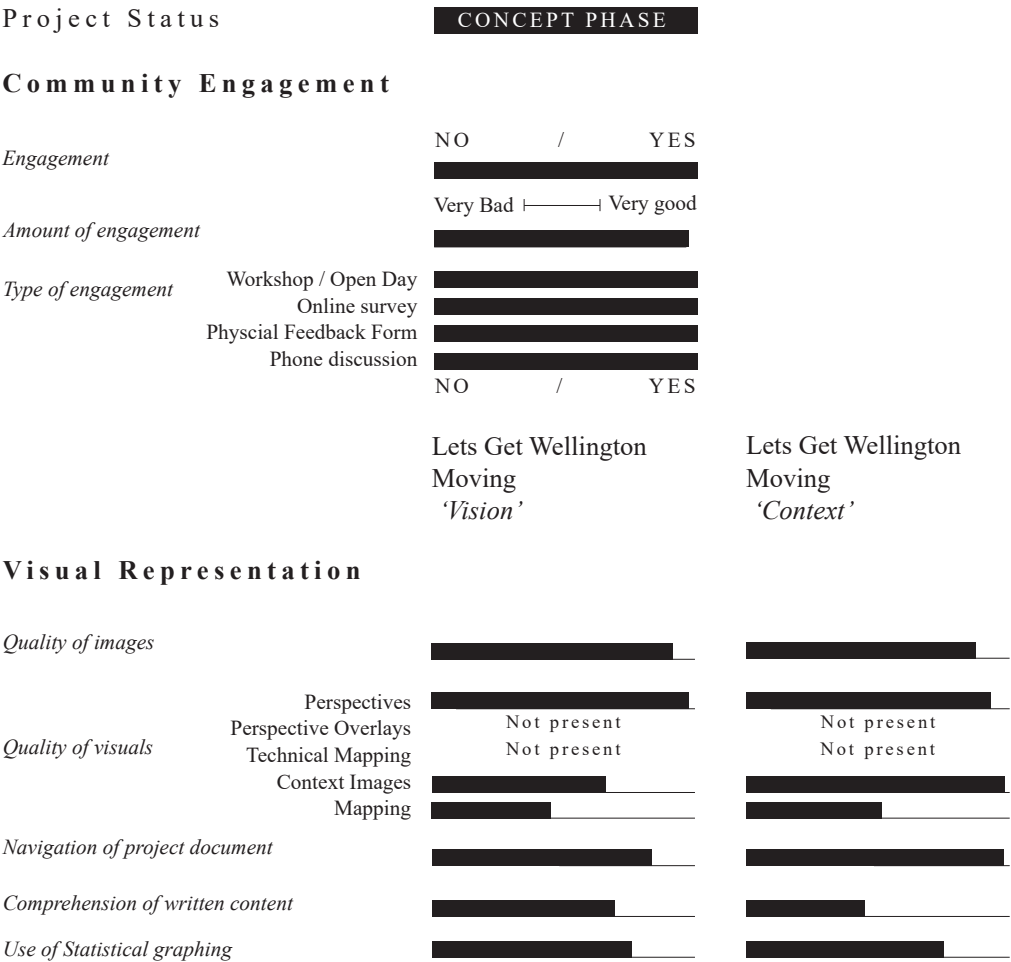 Project Status
CONCEPT PHASE
Community Engagement
NO / YES
Engagement
Very Bad Very good
Amount of engagement
Type of engagement
Workshop / Open Day
Online survey
Physcial Feedback Form
Phone discussion
NO / YES
Lets Get Wellington
Moving
‘Vision’
Lets Get Wellington
Moving
‘Context’
Visual Representation
Quality of images
Quality of visuals
Perspectives
Perspective Overlays Not present Not present
Technical Mapping Not present Not present
Context Images
Mapping
Navigation of project document
Comprehension of written content
Use of Statistical graphing